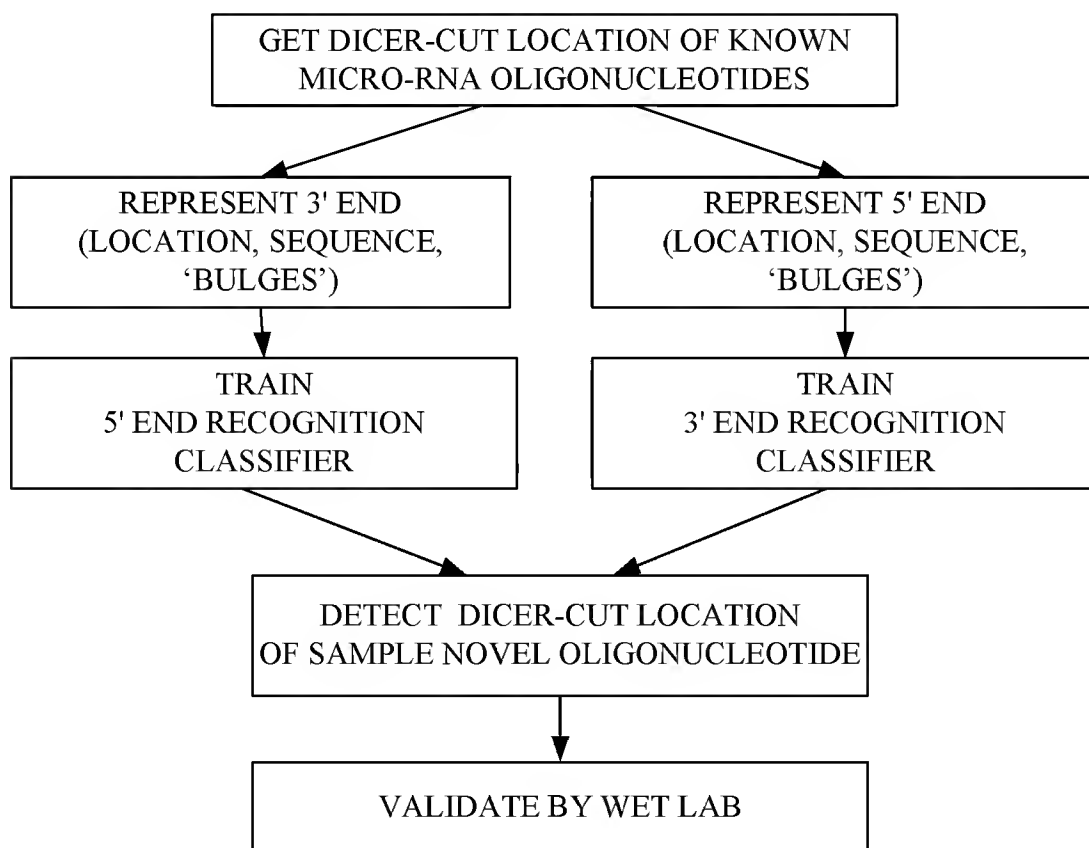 GET DICER-CUT LOCATION OF KNOWN
MICRO-RNA OLIGONUCLEOTIDES
REPRESENT 3' END
(LOCATION, SEQUENCE,
‘BULGES’)
REPRESENT 5' END
(LOCATION, SEQUENCE,
‘BULGES’)
TRAIN
5' END RECOGNITION
CLASSIFIER
TRAIN
3' END RECOGNITION
CLASSIFIER
DETECT DICER-CUT LOCATION
OF SAMPLE NOVEL OLIGONUCLEOTIDE
VALIDATE BY WET LAB